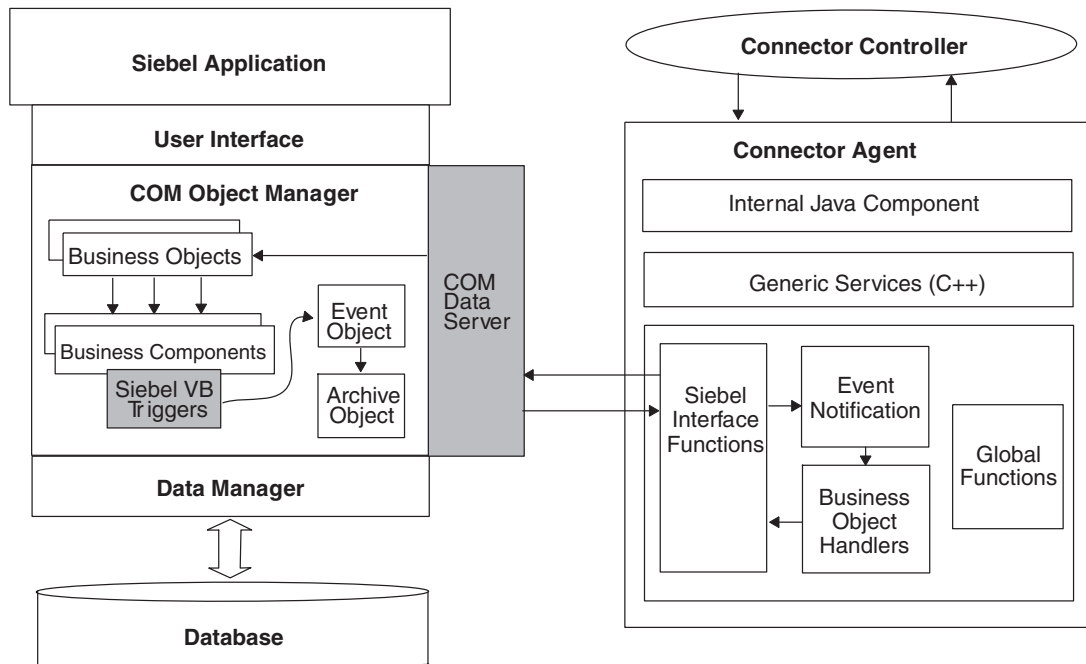 Siebel Application
User Interface
COM Object Manager
Business Objects
Business Components
Siebel VB
Triggers
Event
Object
Archive
Object
COM
Data
Server
Data Manager
Database
Connector Controller
Connector Agent
Internal Java Component
Generic Services (C++)
Siebel
Interface
Functions
Event
Notification
Business
Object
Handlers
Global
Functions